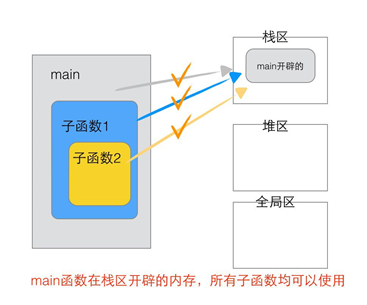 main
子函数1
子函数2
栈区
main开辟的
堆区
全局区
main函数在栈区开辟的内存，所有子函数均可以使用